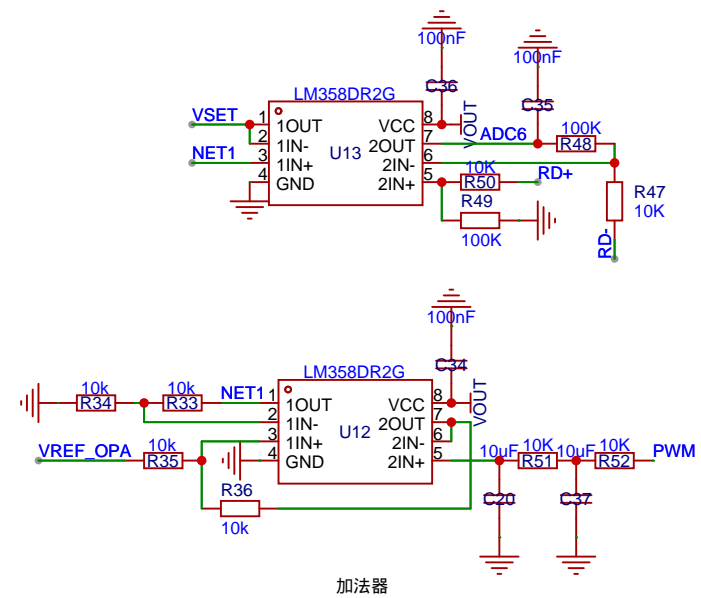 100nF
100nF
C36
C35
LM358DR2G
VSET
1
1OUT
VCC
8
VOUT
ADC6
100K
R48
2
1IN-
U13
2OUT
7
NET1
3
1IN+
2IN-
6
10K
R50
RD+
4
GND
2IN+
5
R49
100K
R47
10K
RD-
100nF
C34
LM358DR2G
10k
R34
10k
R33
NET1
1
1OUT
VCC
8
VOUT
2
1IN-
U12
2OUT
7
VREF_OPA
10k
R35
3
1IN+
2IN-
6
4
GND
2IN+
5
10uF
10K
R51
10uF
10K
R52
PWM
R36
10k
C20
C37
加法器